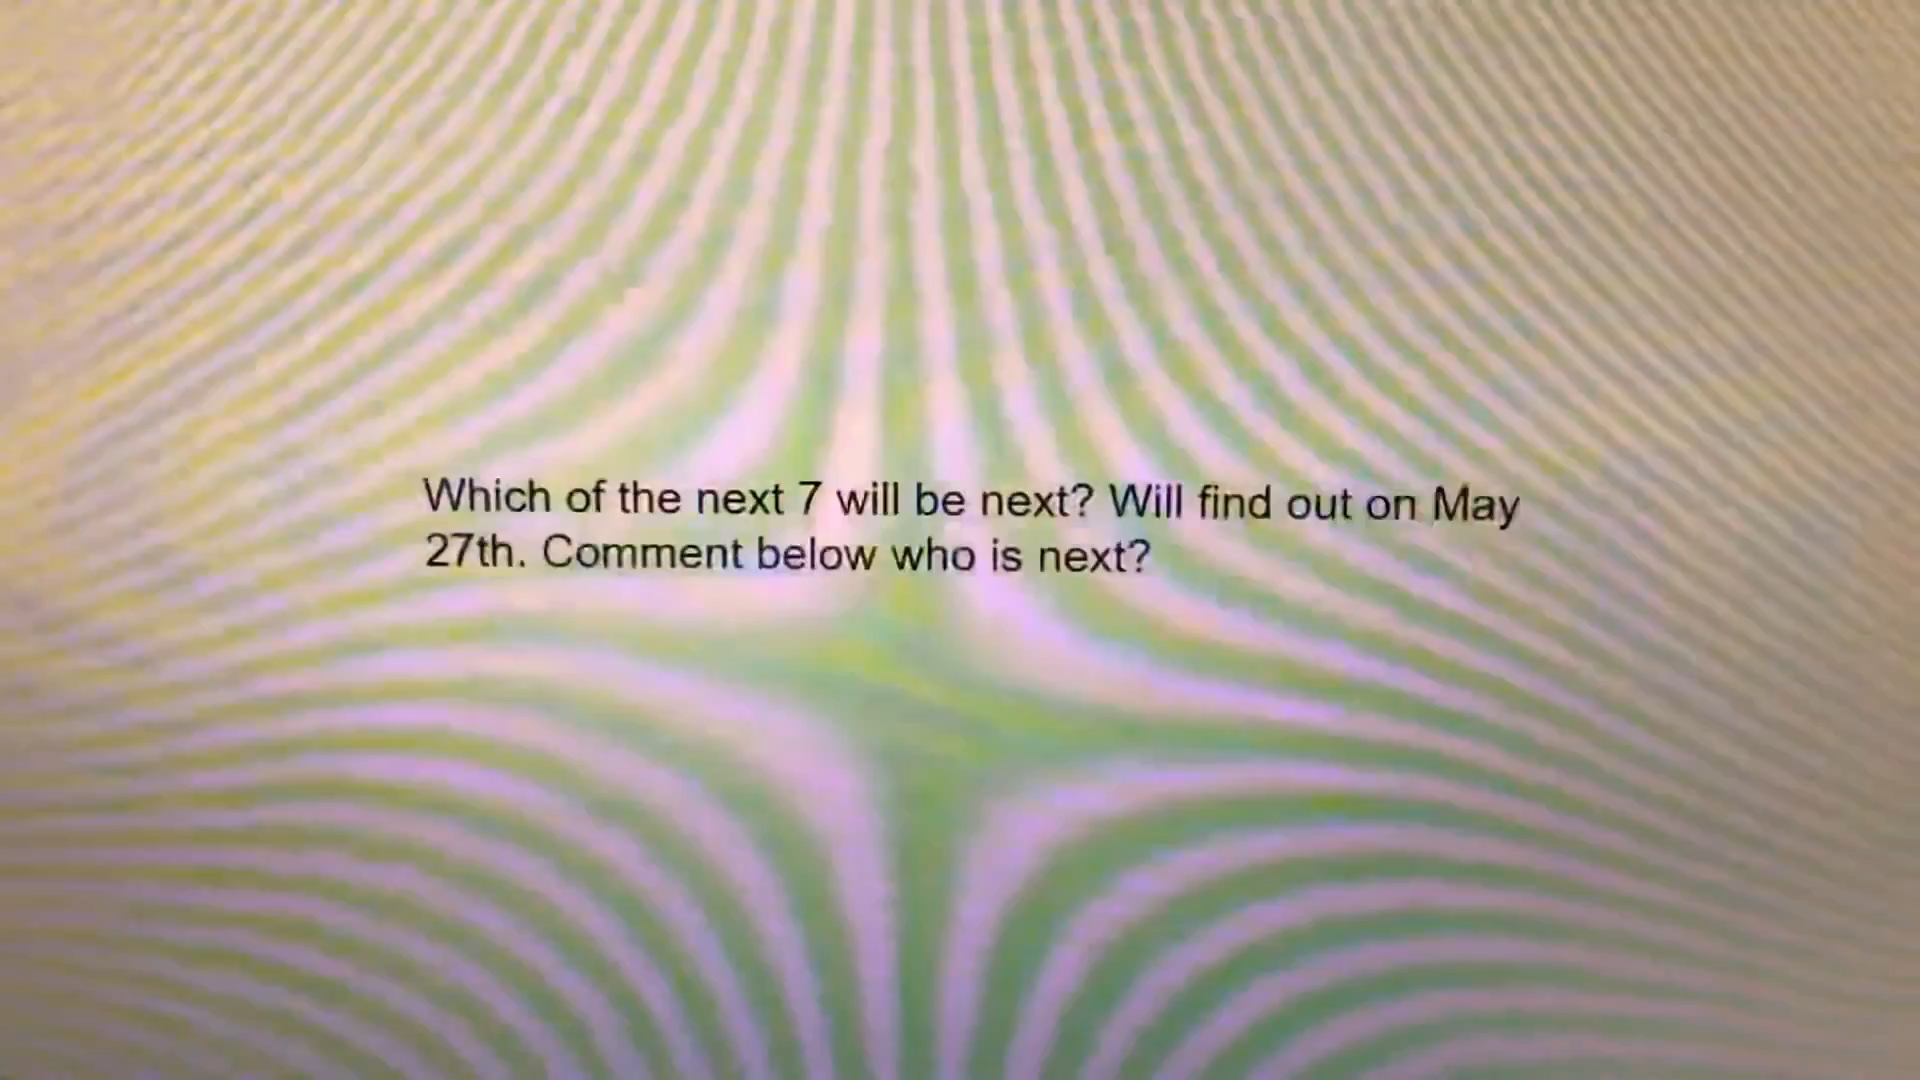 Which of the next 7 will be next? Will find out on May
27th. Comment below who is next?